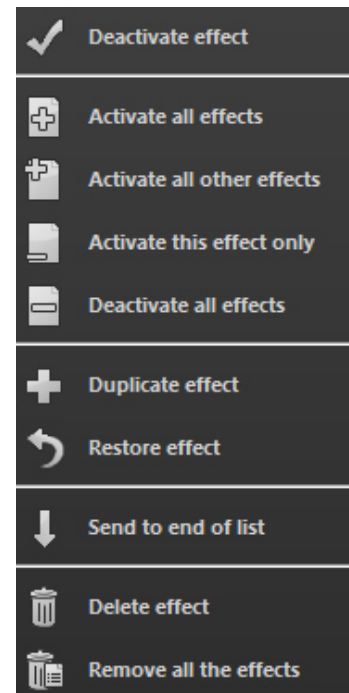 Deactivate effect
Activate all effects
Activate all other effects
Activate this effect only
Deactivate all effects
Duplicate effect
Restore effect
Send to end of list
Delete effect
Remove all the effects